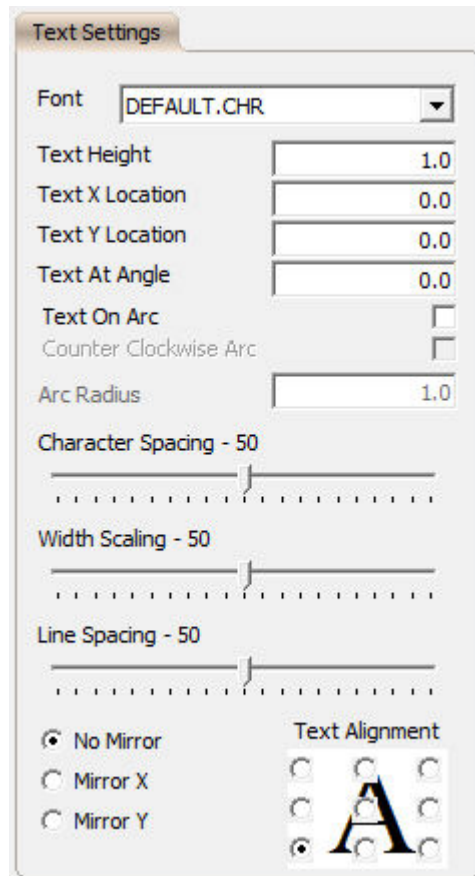 Text Settings
Font DEFAULT.CHR
Text Height 1.0
Text X Location 0.0
Text Y Location 0.0
Text At Angle 0.0
Text On Arc
Counter Clockwise Arc
Arc Radius 1.0
Character Spacing - 50
Width Scaling - 50
Line Spacing - 50
No Mirror
Text Alignment
Mirror X
Mirror Y
A